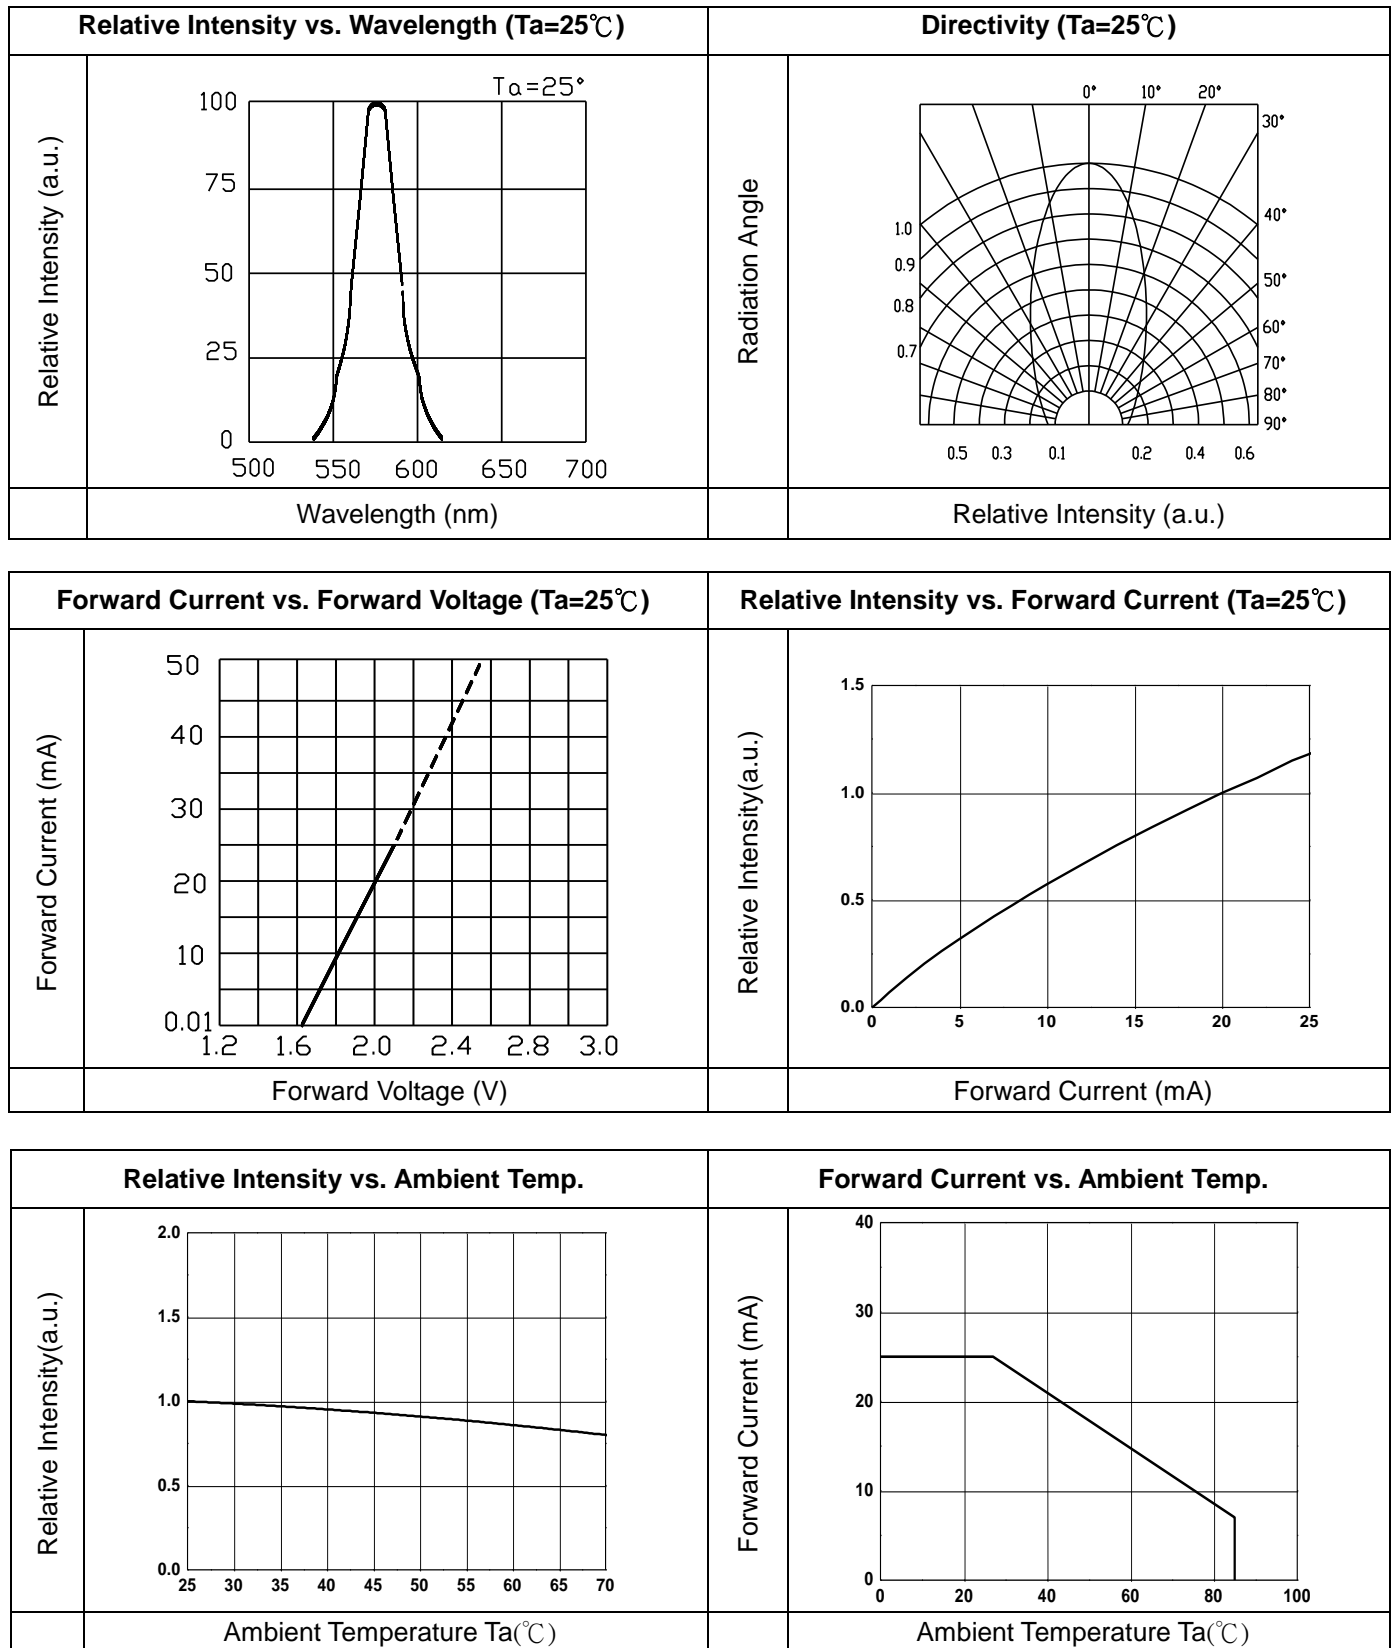 Relative Intensity vs. Wavelength (Ta=25℃)
Directivity (Ta=25℃)
Relative Intensity (a.u.)
Ta=25°
100
75
50
25
0
500 550 600 650 700
Radiation Angle
0° 10° 20°
30°
40°
50°
60°
70°
80°
90°
1.0
0.9
0.8
0.7
0.5 0.3 0.1 0.2 0.4 0.6
Wavelength (nm)
Relative Intensity (a.u.)
Forward Current vs. Forward Voltage (Ta=25℃)
Relative Intensity vs. Forward Current (Ta=25℃)
Forward Current (mA)
50
40
30
20
10
0.01
1.2 1.6 2.0 2.4 2.8 3.0
Relative Intensity(a.u.)
1.5
1.0
0.5
0.0
0 5 10 15 20 25
Forward Voltage (V)
Forward Current (mA)
Relative Intensity vs. Ambient Temp.
Forward Current vs. Ambient Temp.
Relative Intensity(a.u.)
2.0
1.5
1.0
0.5
0.0
25 30 35 40 45 50 55 60 65 70
Forward Current (mA)
40
30
20
10
0
0 20 40 60 80 100
Ambient Temperature Ta(℃)
Ambient Temperature Ta(℃)